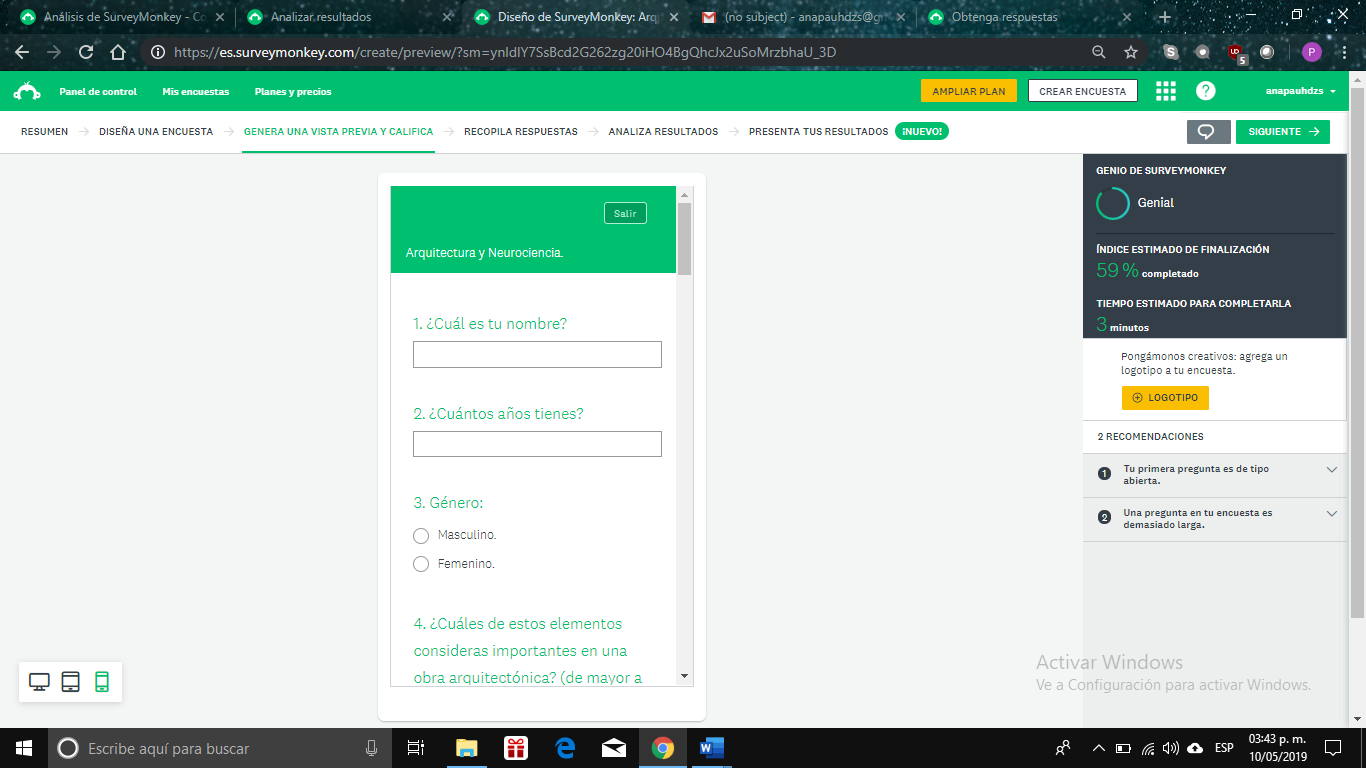 Análisis de SurveyMonkey - Co
Analizar resultados
Diseño de SurveyMonkey: Arq
(no subject) - anapauhdzs@gm
Obtenga respuestas
https://es.surveymonkey.com/create/preview/?sm=ynIdlY7SsBcd2G262zg20iHO4BgQhcJx2uSoMrzbhaU_3D
5
P
Panel de control
Mis encuestas
Planes y precios
AMPLIAR PLAN
CREAR ENCUESTA
?
anapauhdzs
RESUMEN
DISEÑA UNA ENCUESTA
GENERA UNA VISTA PREVIA Y CALIFICA
RECOPILA RESPUESTAS
ANALIZA RESULTADOS
PRESENTA TUS RESULTADOS
¡NUEVO!
SIGUIENTE
Salir
Arquitectura y Neurociencia.
1. ¿Cuál es tu nombre?
2. ¿Cuántos años tienes?
3. Género:
Masculino.
Femenino.
4. ¿Cuáles de estos elementos
consideras importantes en una
obra arquitectónica? (de mayor a
GENIO DE SURVEYMONKEY
Genial
ÍNDICE ESTIMADO DE FINALIZACIÓN
59 % completado
TIEMPO ESTIMADO PARA COMPLETARLA
3 minutos
Pongámonos creativos: agrega un
logotipo a tu encuesta.
LOGOTIPO
2 RECOMENDACIONES
1 Tu primera pregunta es de tipo
abierta.
2 Una pregunta en tu encuesta es
demasiado larga.
Activar Windows
Ve a Configuración para activar Windows.
Escribe aquí para buscar
ESP
03:43 p. m.
10/05/2019